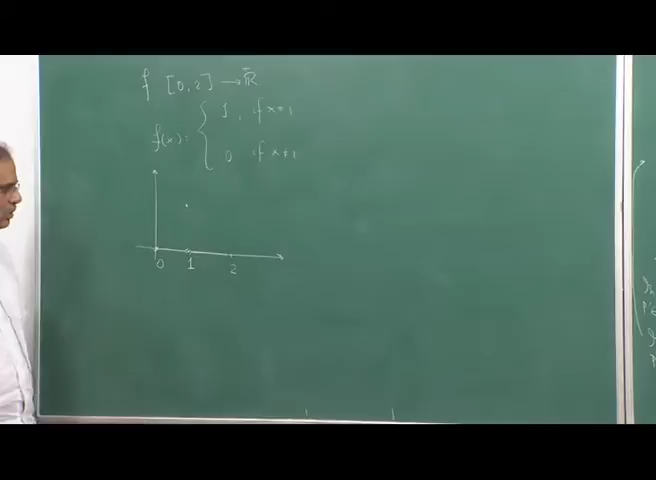 f [0,2] → ℝ
f(x) = { 1, if x=1
0 if x≠1
0 1 2